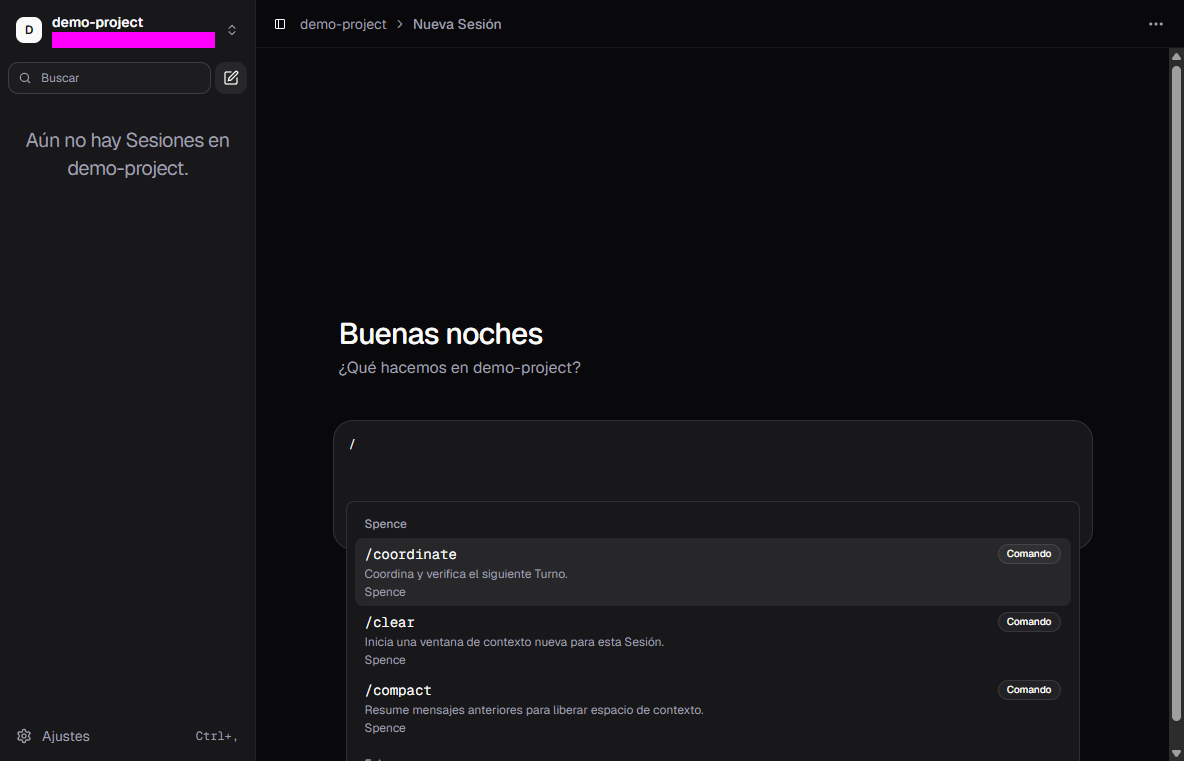 D
demo-project
demo-project > Nueva Sesión
Buscar
Aún no hay Sesiones en
demo-project.
Buenas noches
¿Qué hacemos en demo-project?
/
Spence
/coordinate Comando
Coordina y verifica el siguiente Turno.
Spence
/clear Comando
Inicia una ventana de contexto nueva para esta Sesión.
Spence
/compact Comando
Resume mensajes anteriores para liberar espacio de contexto.
Spence
Ajustes Ctrl+,